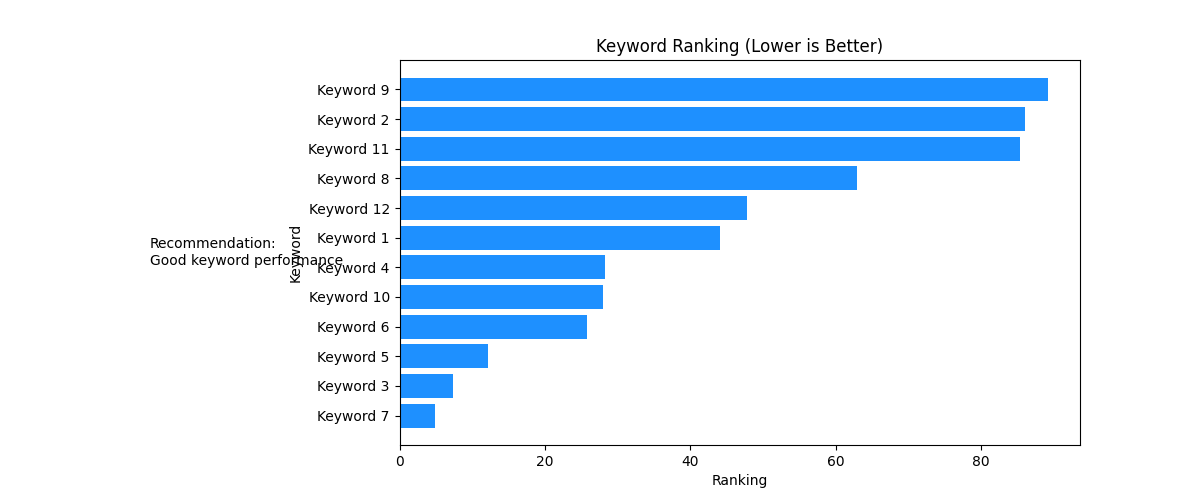 Keyword Ranking (Lower is Better)
Keyword 9
Keyword 2
Keyword 11
Keyword 8
Keyword 12
Keyword 1
Keyword 4
Keyword 10
Keyword 6
Keyword 5
Keyword 3
Keyword 7
Keyword
Recommendation:
Good keyword performance
0 20 40 60 80
Ranking